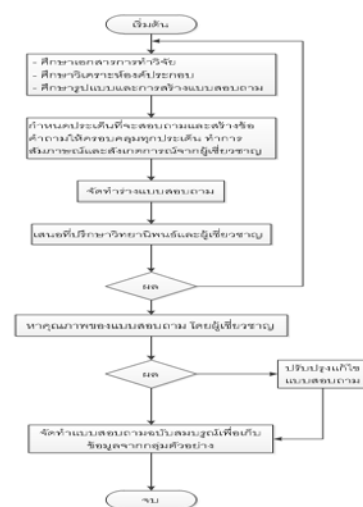 เริ่มต้น
- ศึกษาเอกสารการทำวิจัย
- ศึกษาวิเคราะห์องค์ประกอบ
- ศึกษารูปแบบและการสร้างแบบสอบถาม
กำหนดประเด็นที่จะสอบถามและสร้างข้อ
คำถามให้ครอบคลุมทุกประเด็น ทำการ
สัมภาษณ์และสังเกตการณ์จากผู้เชี่ยวชาญ
จัดทำร่างแบบสอบถาม
เสนอที่ปรึกษาวิทยานิพนธ์และผู้เชี่ยวชาญ
ผล
หาคุณภาพของแบบสอบถาม โดยผู้เชี่ยวชาญ
ผล
ปรับปรุงแก้ไข
แบบสอบถาม
จัดทำแบบสอบถามฉบับสมบรูณ์เพื่อเก็บ
ข้อมูลจากกลุ่มตัวอย่าง
จบ